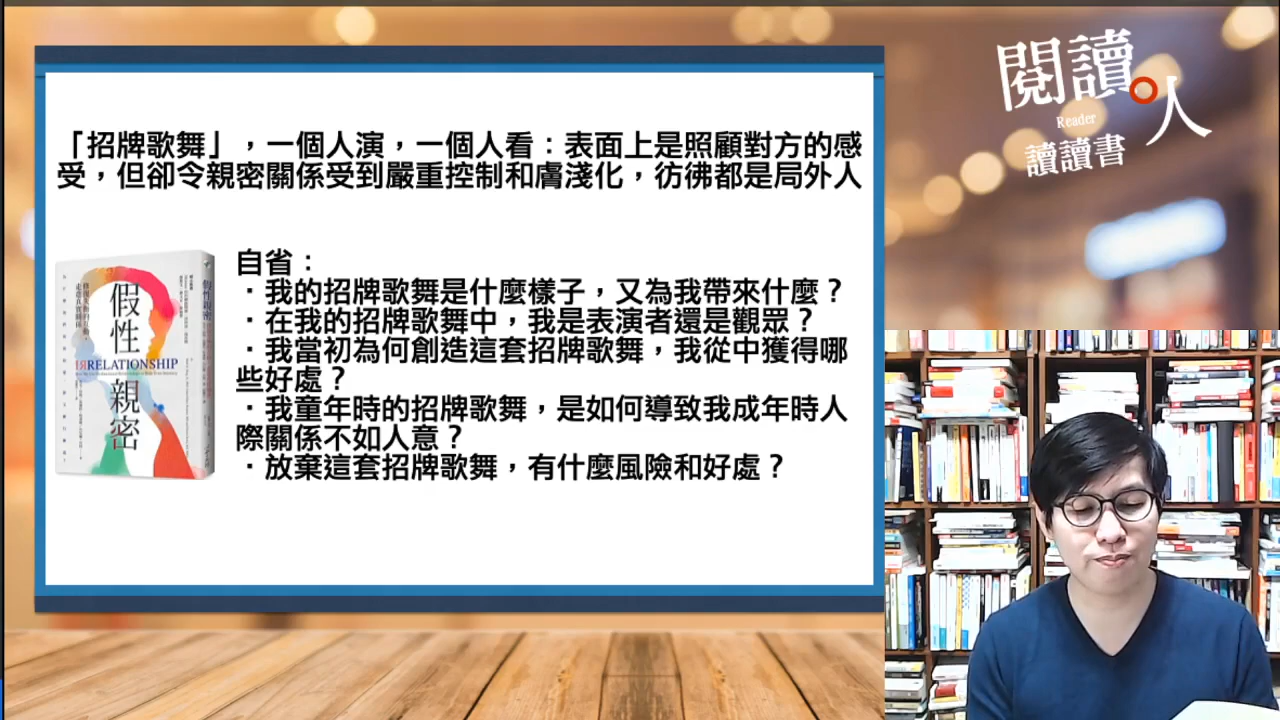 閱讀人
Reader
讀讀書
「招牌歌舞」，一個人演，一個人看：表面上是照顧對方的感
受，但卻令親密關係受到嚴重控制和膚淺化，彷彿都是局外人
自省：
．我的招牌歌舞是什麼樣子，又為我帶來什麼？
．在我的招牌歌舞中，我是表演者還是觀眾？
．我當初為何創造這套招牌歌舞，我從中獲得哪
些好處？
．我童年時的招牌歌舞，是如何導致我成年時人
際關係不如人意？
．放棄這套招牌歌舞，有什麼風險和好處？
假性
IRRELATIONSHIP
親密